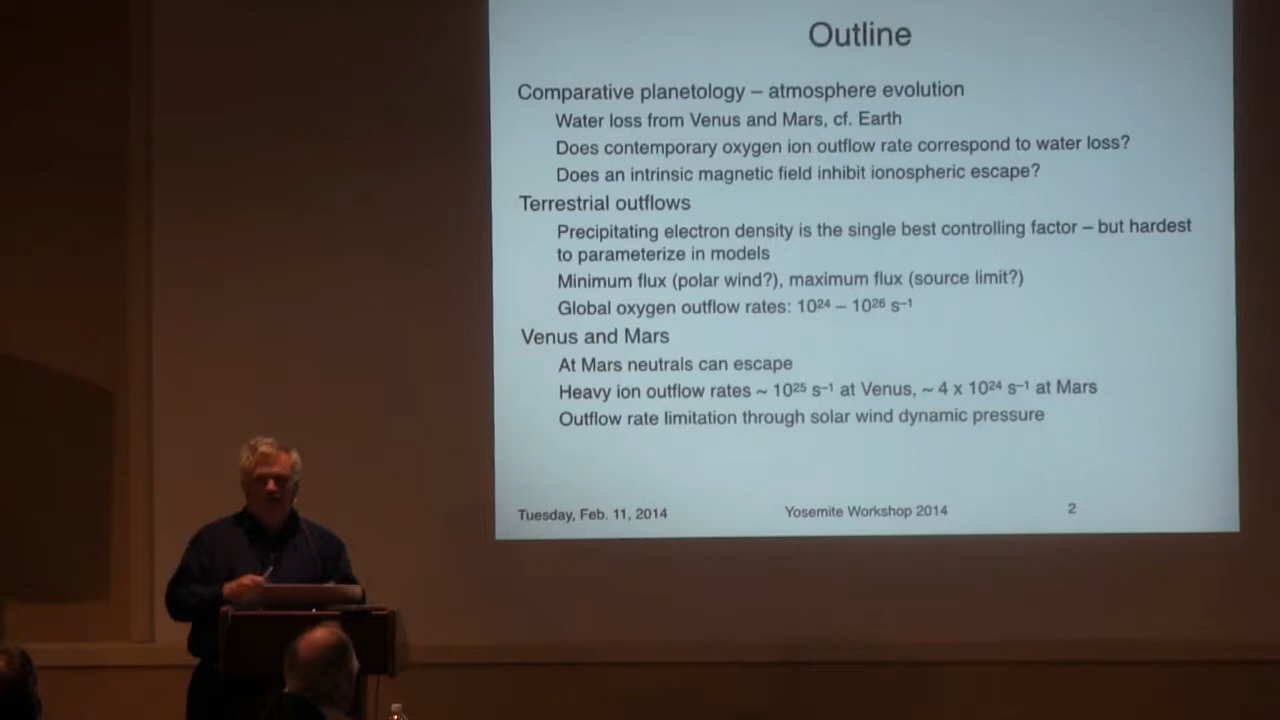 Outline
Comparative planetology – atmosphere evolution
Water loss from Venus and Mars, cf. Earth
Does contemporary oxygen ion outflow rate correspond to water loss?
Does an intrinsic magnetic field inhibit ionospheric escape?
Terrestrial outflows
Precipitating electron density is the single best controlling factor – but hardest
to parameterize in models
Minimum flux (polar wind?), maximum flux (source limit?)
Global oxygen outflow rates: 10²⁴ – 10²⁶ s⁻¹
Venus and Mars
At Mars neutrals can escape
Heavy ion outflow rates ~ 10²⁵ s⁻¹ at Venus, ~ 4 x 10²⁴ s⁻¹ at Mars
Outflow rate limitation through solar wind dynamic pressure
Tuesday, Feb. 11, 2014 Yosemite Workshop 2014 2